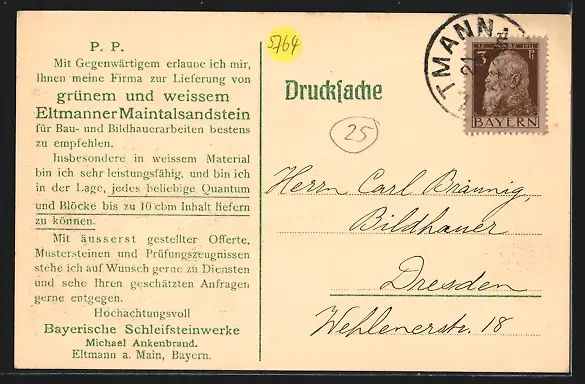 P. P.
Mit Gegenwärtigem erlaube ich mir,
Ihnen meine Firma zur Lieferung von
grünem und weissem
Eltmanner Maintalsandstein
für Bau- und Bildhauerarbeiten bestens
zu empfehlen.
Insbesondere in weissem Material
bin ich sehr leistungsfähig, und bin ich
in der Lage, jedes beliebige Quantum
und Blöcke bis zu 10 cbm Inhalt liefern
zu können.
Mit äusserst gestellter Offerte,
Mustersteinen und Prüfungszeugnissen
stehe ich auf Wunsch gerne zu Diensten
und sehe Ihren geschätzten Anfragen
gerne entgegen.
Hochachtungsvoll
Bayerische Schleifsteinwerke
Michael Ankenbrand.
Eltmann a. Main, Bayern.
5764
Drucksache
25
TMANN
21
3 Pf
BAYERN
Herrn Carl Bräunig,
Bildhauer
Dresden
Wehlenerstr. 18